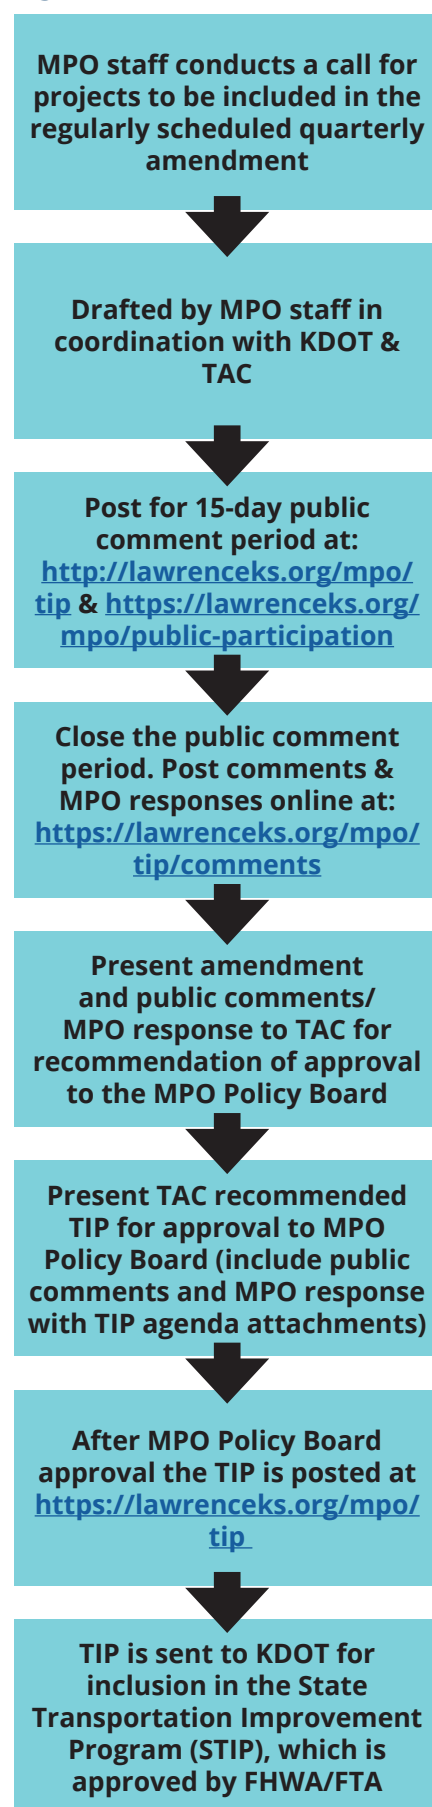 MPO staff conducts a call for
projects to be included in the
regularly scheduled quarterly
amendment
Drafted by MPO staff in
coordination with KDOT &
TAC
Post for 15-day public
comment period at:
http://lawrenceks.org/mpo/
tip & https://lawrenceks.org/
mpo/public-participation
Close the public comment
period. Post comments &
MPO responses online at:
https://lawrenceks.org/mpo/
tip/comments
Present amendment
and public comments/
MPO response to TAC for
recommendation of approval
to the MPO Policy Board
Present TAC recommended
TIP for approval to MPO
Policy Board (include public
comments and MPO response
with TIP agenda attachments)
After MPO Policy Board
approval the TIP is posted at
https://lawrenceks.org/mpo/
tip
TIP is sent to KDOT for
inclusion in the State
Transportation Improvement
Program (STIP), which is
approved by FHWA/FTA